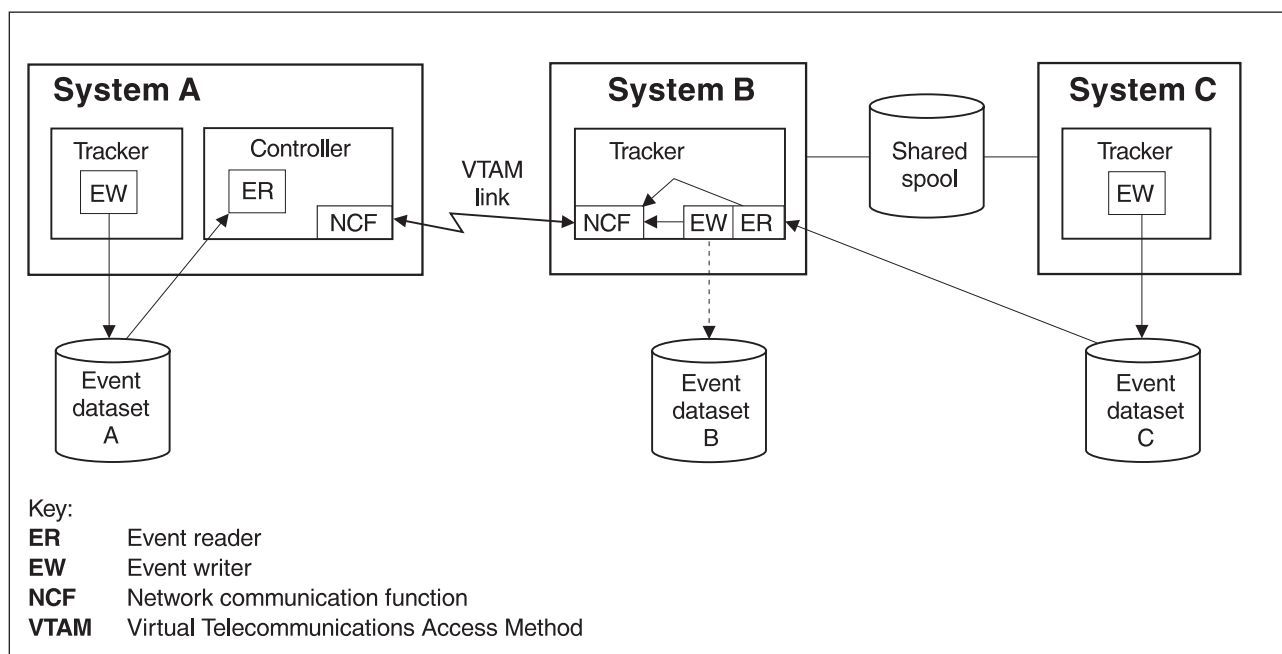 System A
System B
System C
Tracker
EW
Controller
ER
NCF
VTAM
link
Tracker
NCF
EW
ER
Shared
spool
Tracker
EW
Event
dataset
A
Event
dataset
B
Event
dataset
C
Key:
ER Event reader
EW Event writer
NCF Network communication function
VTAM Virtual Telecommunications Access Method